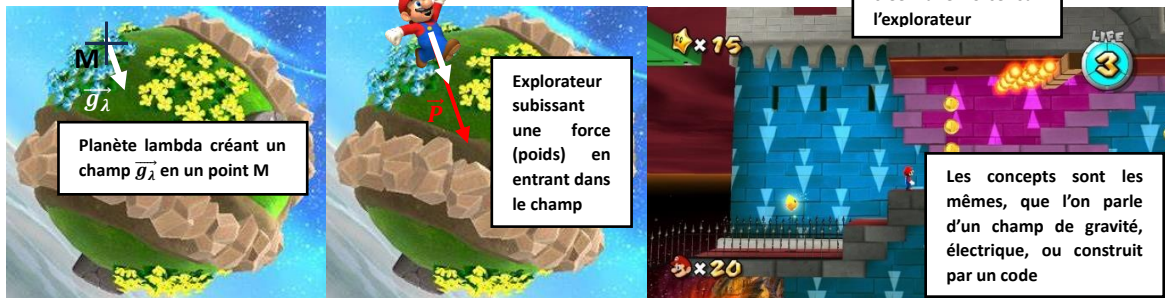 M
g⃗λ
Planète lambda créant un
champ g⃗λ en un point M
P⃗
Explorateur
subissant
une force
(poids) en
entrant dans
le champ
l’explorateur
×15
LIFE
3
×20
Les concepts sont les
mêmes, que l’on parle
d’un champ de gravité,
électrique, ou construit
par un code